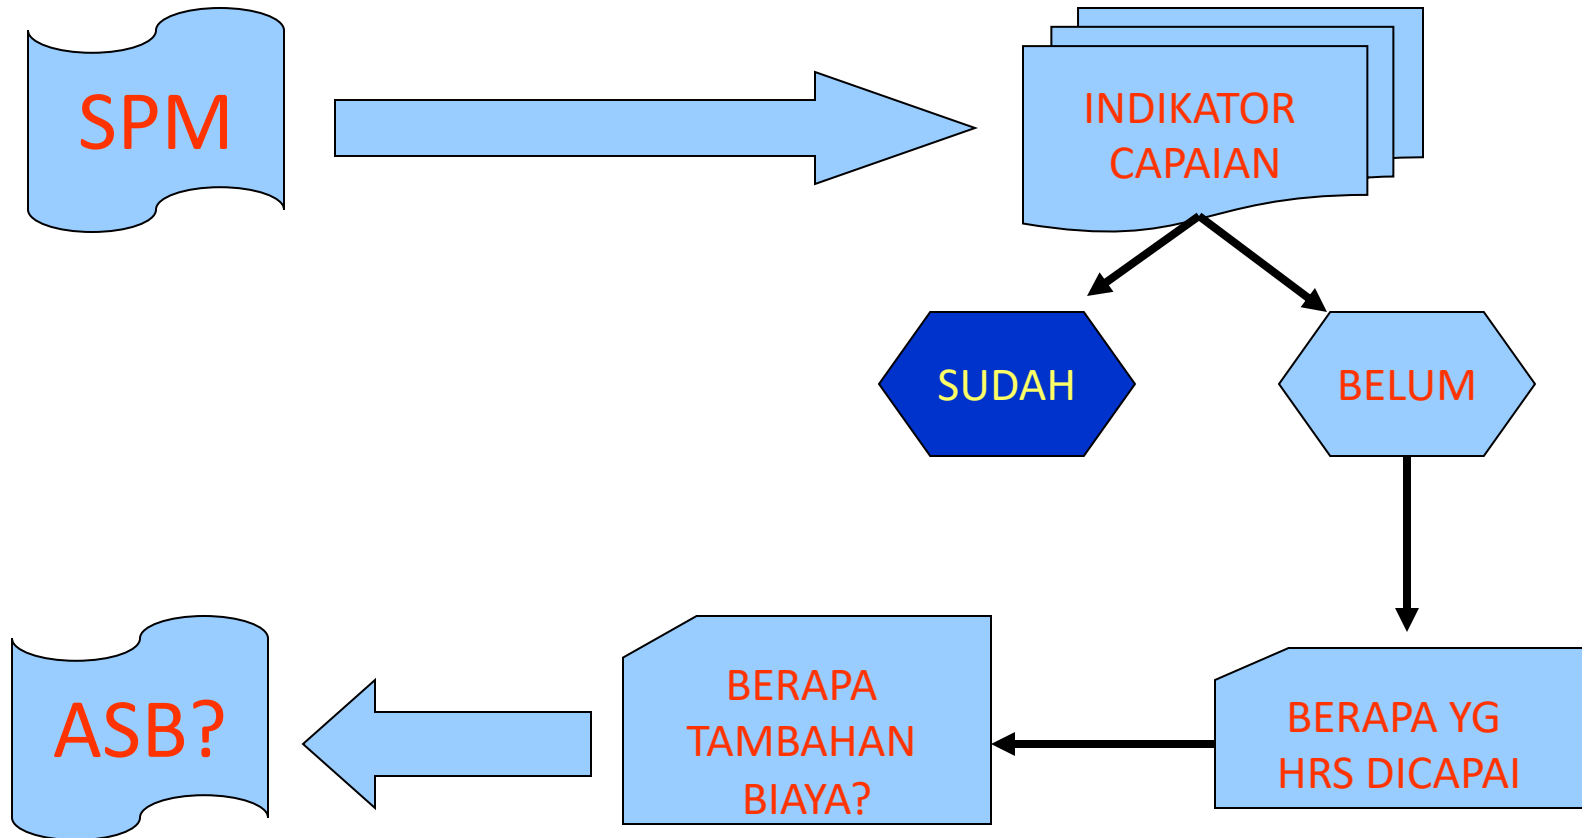 SPM
INDIKATOR
CAPAIAN
SUDAH
BELUM
BERAPA YG
HRS DICAPAI
BERAPA
TAMBAHAN
BIAYA?
ASB?